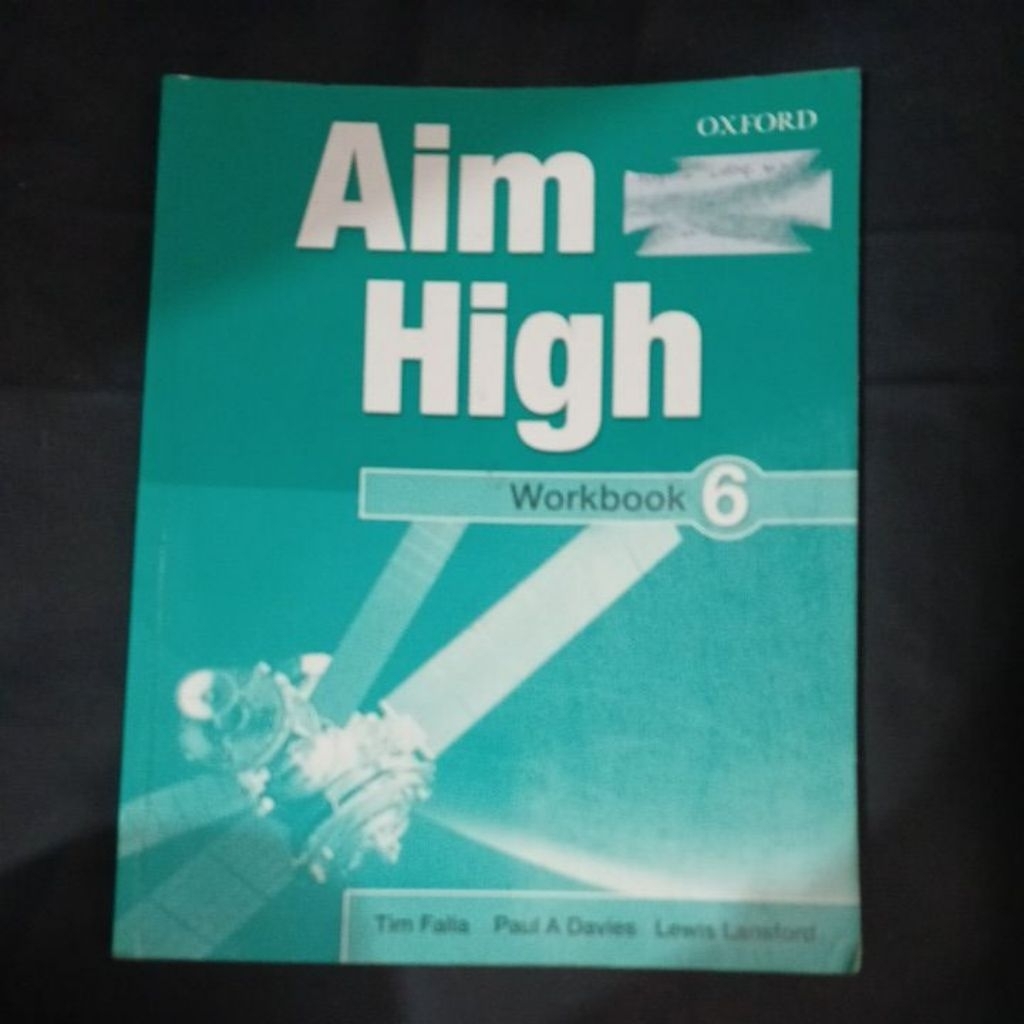 OXFORD
Aim
High
Workbook 6
Tim Falla Paul A Davies Lewis Lansford